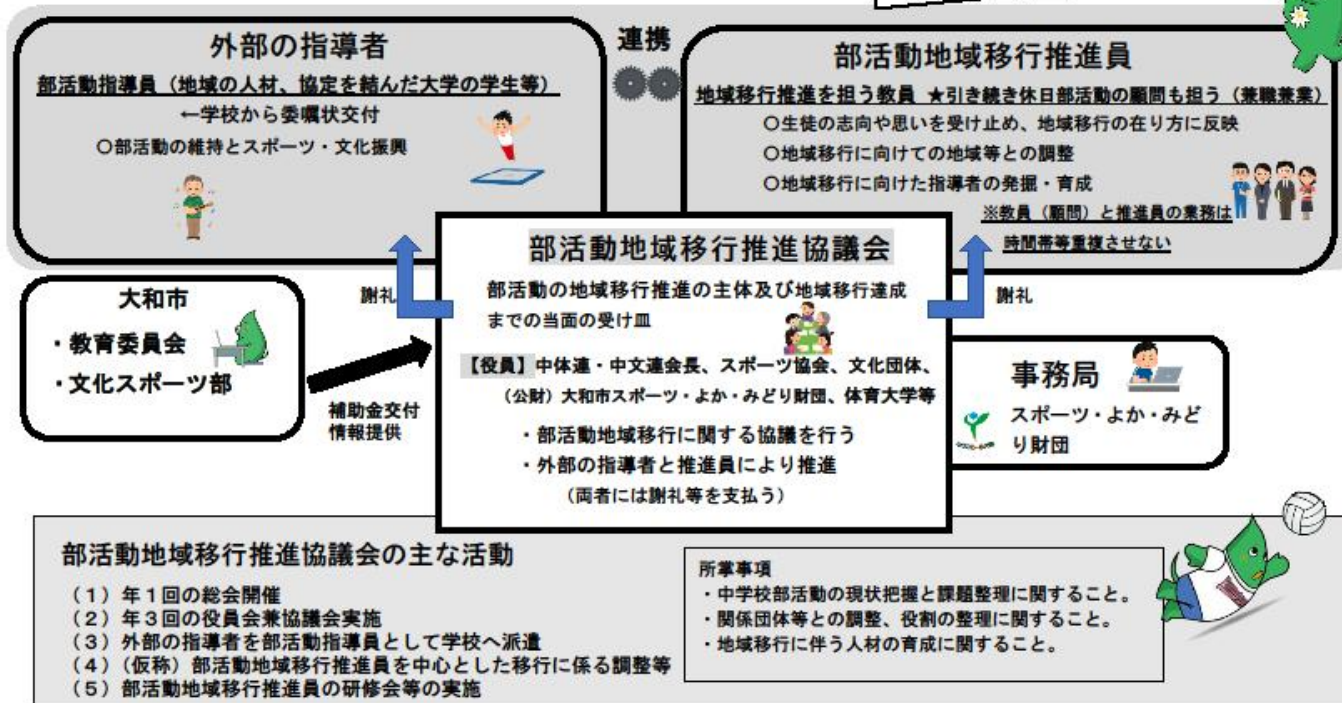 外部の指導者
部活動指導員（地域の人材、協定を結んだ大学の学生等）
←学校から委嘱状交付
○部活動の維持とスポーツ・文化振興
連携
部活動地域移行推進員
地域移行推進を担う教員 ★引き続き休日部活動の顧問も担う（兼職兼業）
○生徒の志向や思いを受け止め、地域移行の在り方に反映
○地域移行に向けての地域等との調整
○地域移行に向けた指導者の発掘・育成
※教員（顧問）と推進員の業務は
時間帯等重複させない
大和市
・教育委員会
・文化スポーツ部
謝礼
補助金交付
情報提供
部活動地域移行推進協議会
部活動の地域移行推進の主体及び地域移行達成
までの当面の受け皿
【役員】中体連・中文連会長、スポーツ協会、文化団体、
（公財）大和市スポーツ・よか・みどり財団、体育大学等
・部活動地域移行に関する協議を行う
・外部の指導者と推進員により推進
（両者には謝礼等を支払う）
謝礼
事務局
スポーツ・よか・みど
り財団
部活動地域移行推進協議会の主な活動
（１）年１回の総会開催
（２）年３回の役員会兼協議会実施
（３）外部の指導者を部活動指導員として学校へ派遣
（４）（仮称）部活動地域移行推進員を中心とした移行に係る調整等
（５）部活動地域移行推進員の研修会等の実施
所掌事項
・中学校部活動の現状把握と課題整理に関すること。
・関係団体等との調整、役割の整理に関すること。
・地域移行に伴う人材の育成に関すること。